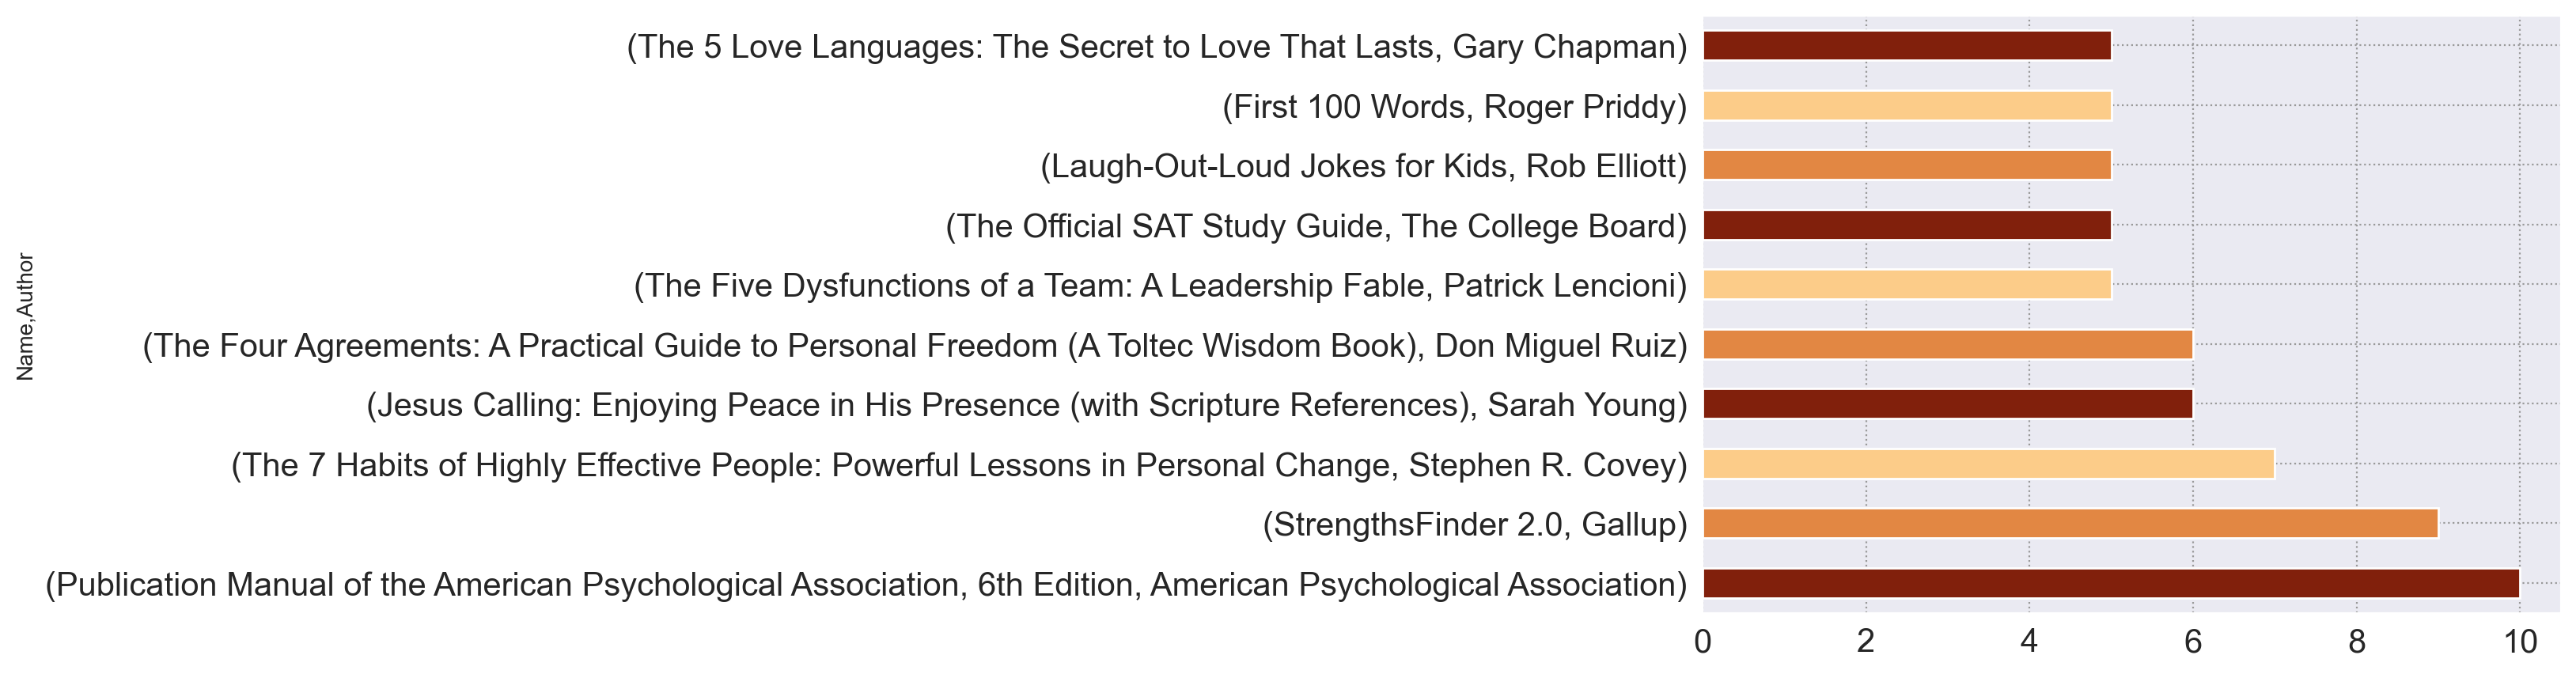 (The 5 Love Languages: The Secret to Love That Lasts, Gary Chapman)
(First 100 Words, Roger Priddy)
(Laugh-Out-Loud Jokes for Kids, Rob Elliott)
(The Official SAT Study Guide, The College Board)
(The Five Dysfunctions of a Team: A Leadership Fable, Patrick Lencioni)
(The Four Agreements: A Practical Guide to Personal Freedom (A Toltec Wisdom Book), Don Miguel Ruiz)
(Jesus Calling: Enjoying Peace in His Presence (with Scripture References), Sarah Young)
(The 7 Habits of Highly Effective People: Powerful Lessons in Personal Change, Stephen R. Covey)
(StrengthsFinder 2.0, Gallup)
(Publication Manual of the American Psychological Association, 6th Edition, American Psychological Association)
Name,Author
0 2 4 6 8 10